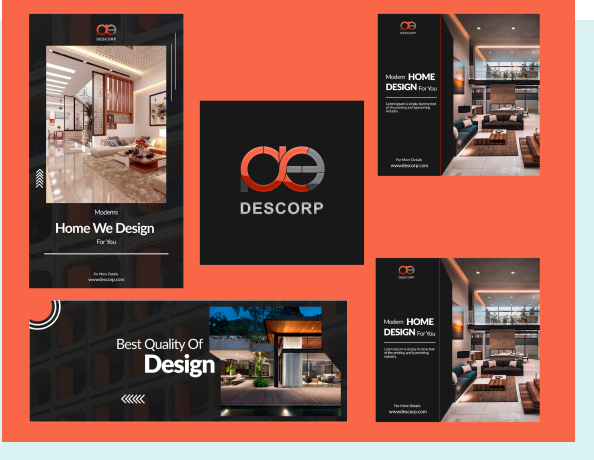 DESCORP
Moderns
Home We Design
For You
For More Details
www.descorp.com
DESCORP
DESCORP
Modern HOME
DESIGN For You
Lorem Ipsum is simply dummy text
of the printing and typesetting
industry.
For More Details
www.descorp.com
Best Quality Of
Design
DESCORP
Modern HOME
DESIGN For You
Lorem Ipsum is simply dummy text
of the printing and typesetting
industry.
For More Details
www.descorp.com